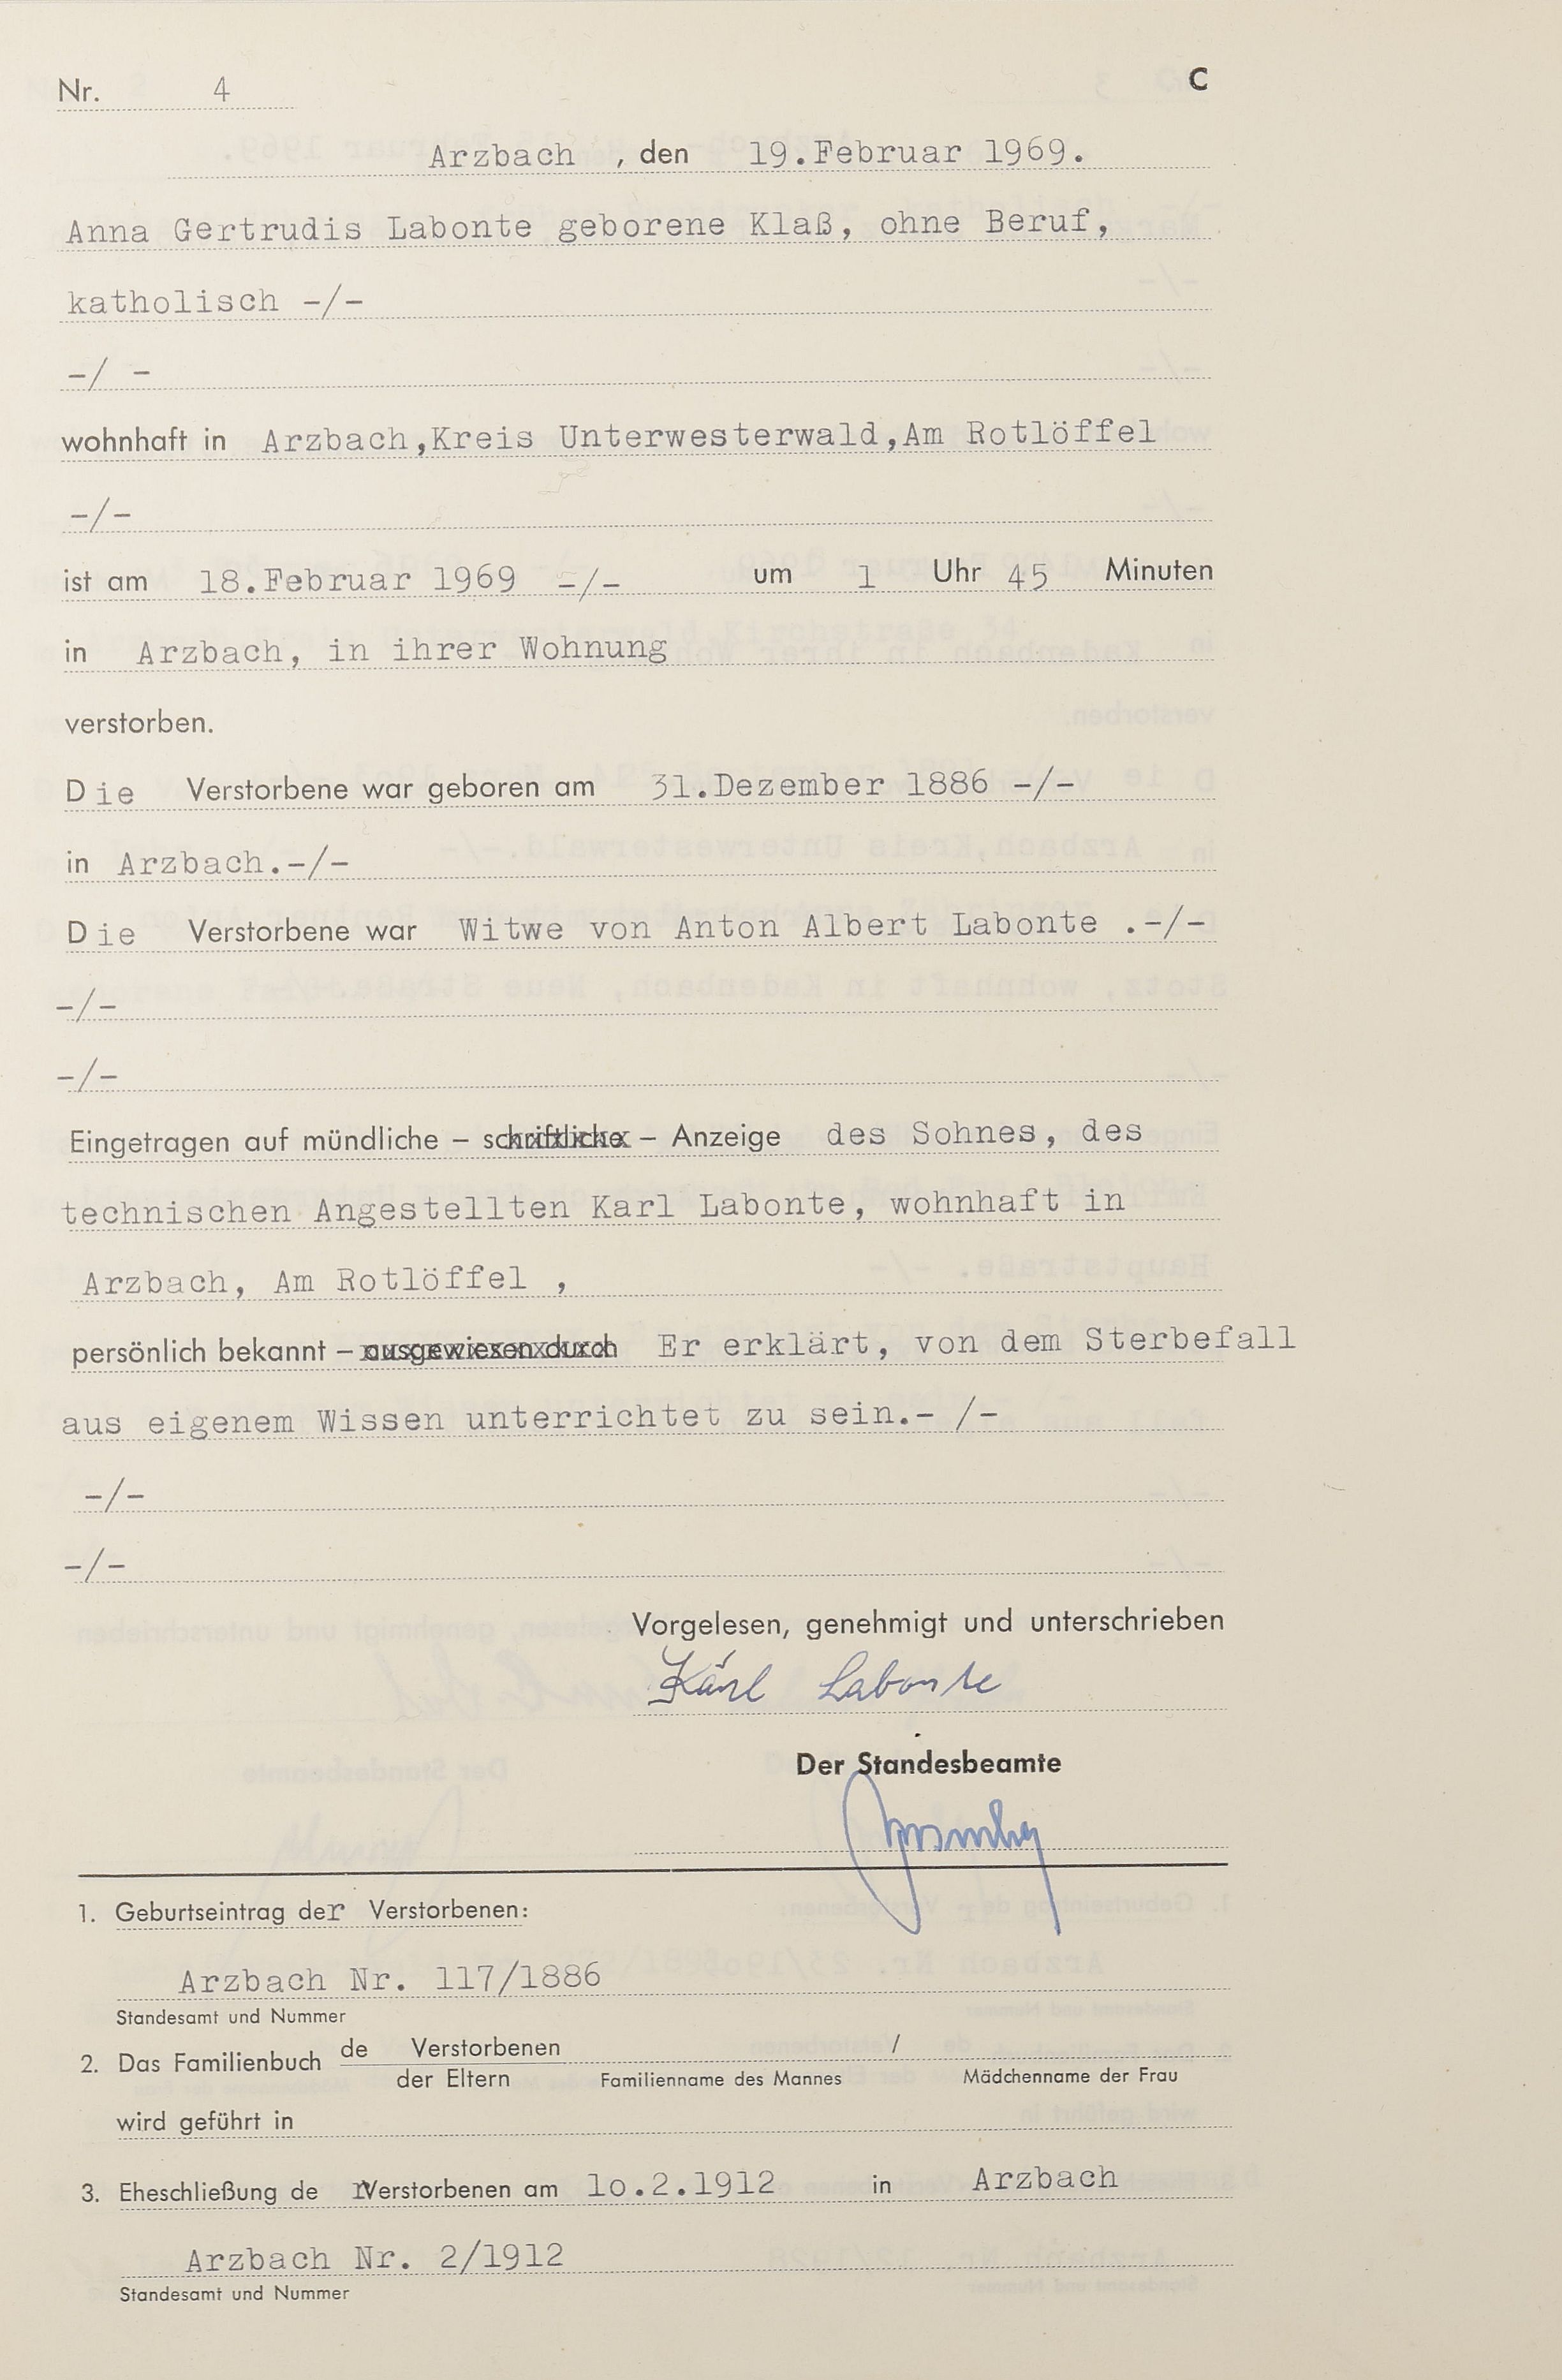 Nr. 4 C
Arzbach , den 19.Februar 1969.
Anna Gertrudis Labonte geborene Klaß, ohne Beruf,
katholisch -/-
-/ -
wohnhaft in Arzbach,Kreis Unterwesterwald,Am Rotlöffel
-/-
ist am 18.Februar 1969 -/- um 1 Uhr 45 Minuten
in Arzbach, in ihrer Wohnung
verstorben.
Die Verstorbene war geboren am 31.Dezember 1886 -/-
in Arzbach.-/-
Die Verstorbene war Witwe von Anton Albert Labonte .-/-
-/-
-/-
Eingetragen auf mündliche – schriftliche – Anzeige des Sohnes, des
technischen Angestellten Karl Labonte, wohnhaft in
Arzbach, Am Rotlöffel ,
persönlich bekannt – ausgewiesen durch Er erklärt, von dem Sterbefall
aus eigenem Wissen unterrichtet zu sein.- /-
-/-
-/-
Vorgelesen, genehmigt und unterschrieben
Karl Labonte
Der Standesbeamte
1. Geburtseintrag der Verstorbenen:
Arzbach Nr. 117/1886
Standesamt und Nummer
2. Das Familienbuch de Verstorbenen /
der Eltern Familienname des Mannes Mädchenname der Frau
wird geführt in
3. Eheschließung de r Verstorbenen am lo.2.1912 in Arzbach
Arzbach Nr. 2/1912
Standesamt und Nummer